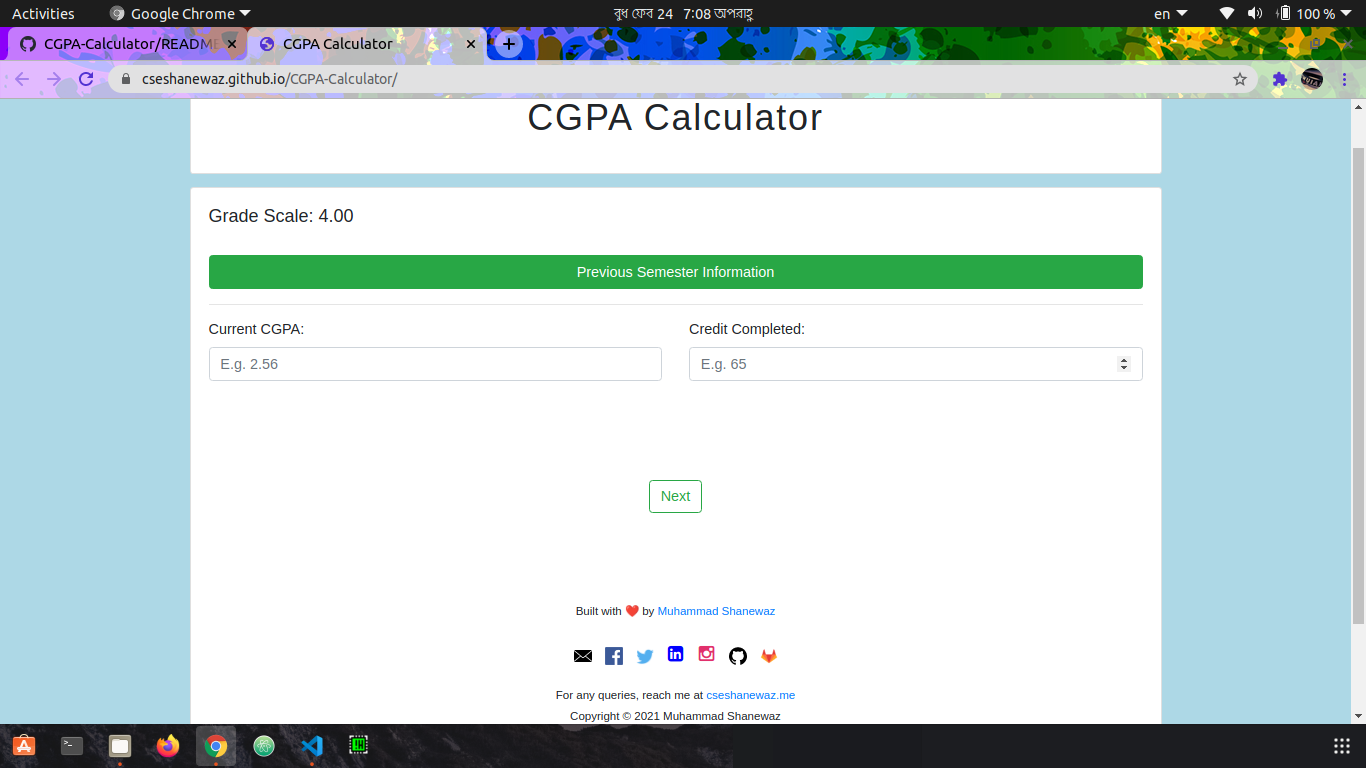 Activities Google Chrome বুধ ফেব 24 7:08 অপরাহ্ণ en 100 %
CGPA-Calculator/README CGPA Calculator
cseshanewaz.github.io/CGPA-Calculator/
CGPA Calculator
Grade Scale: 4.00
Previous Semester Information
Current CGPA: Credit Completed:
E.g. 2.56 E.g. 65
Next
Built with ❤️ by Muhammad Shanewaz
For any queries, reach me at cseshanewaz.me
Copyright © 2021 Muhammad Shanewaz